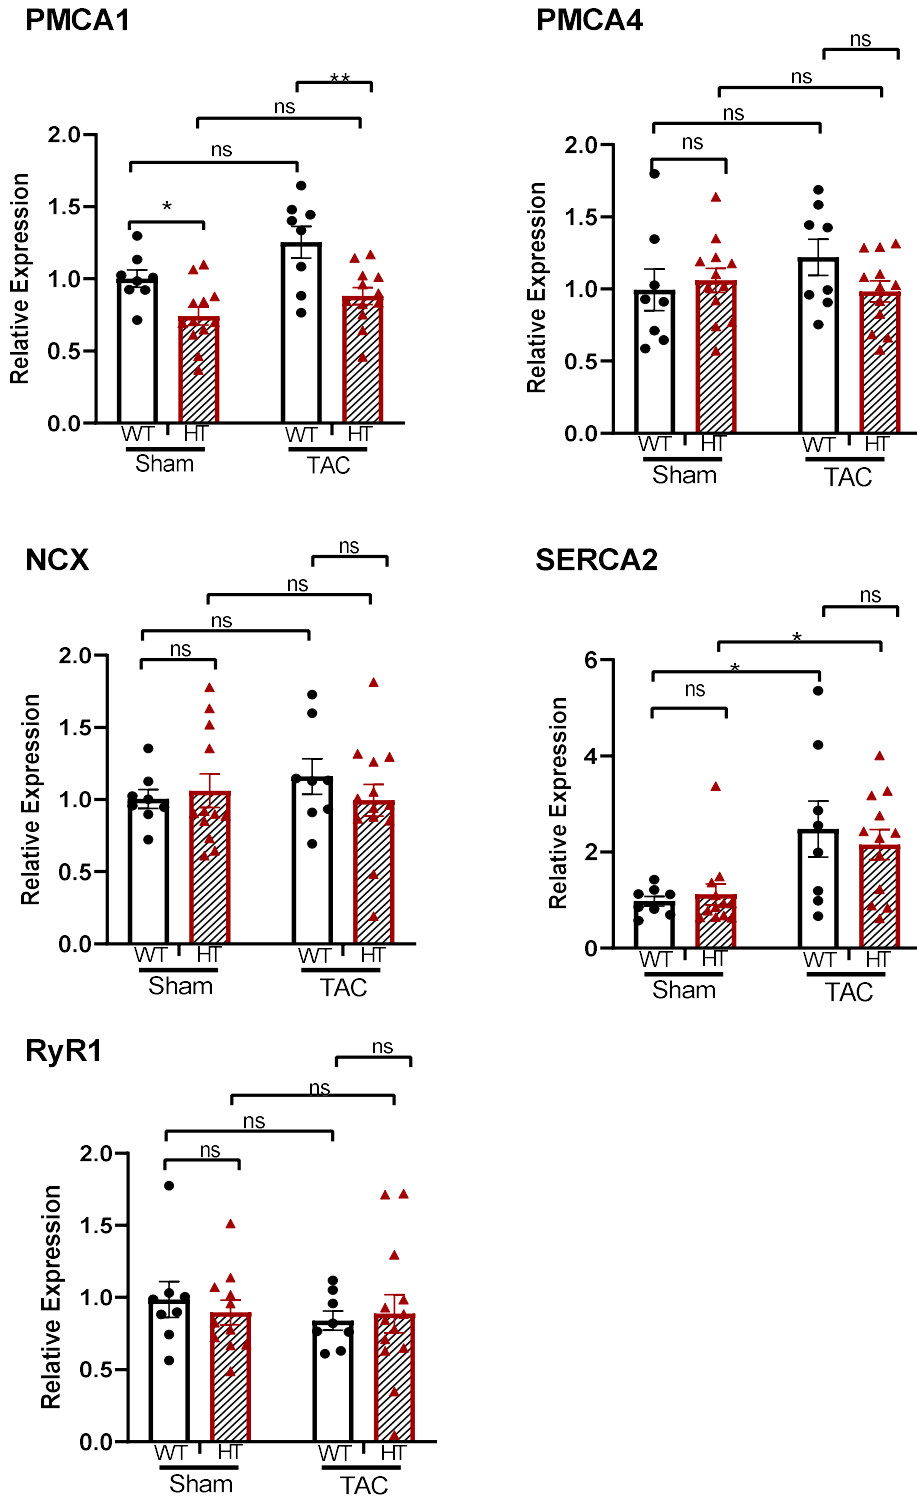 PMCA1
**
ns
ns
*
Relative Expression
2.0
1.5
1.0
0.5
0.0
WT HT WT HT
Sham TAC
PMCA4
ns
ns
ns
ns
Relative Expression
2.0
1.5
1.0
0.5
0.0
WT HT WT HT
Sham TAC
NCX
ns
ns
ns
ns
Relative Expression
2.0
1.5
1.0
0.5
0.0
WT HT WT HT
Sham TAC
SERCA2
ns
*
*
ns
Relative Expression
6
4
2
0
WT HT WT HT
Sham TAC
RyR1
ns
ns
ns
ns
Relative Expression
2.0
1.5
1.0
0.5
0.0
WT HT WT HT
Sham TAC